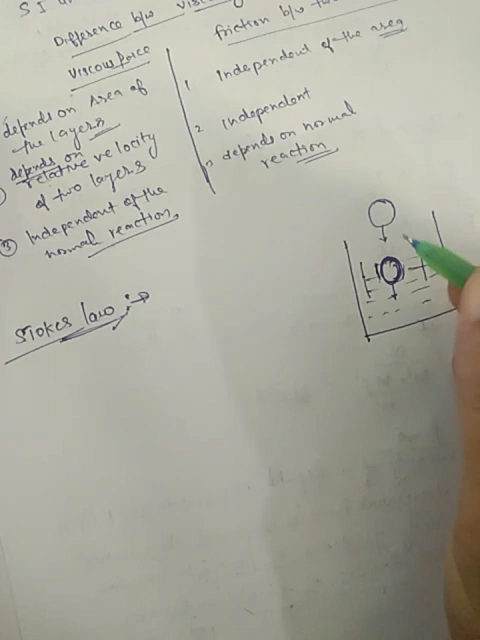 S I
Difference b/w
Viscous force
depends on area of
the layers
depends on
relative velocity
of two layers
③ Independent of the
normal reaction
friction b/w
1 Independent of the area
2 Independent
depends on normal
reaction
Stokes law :→